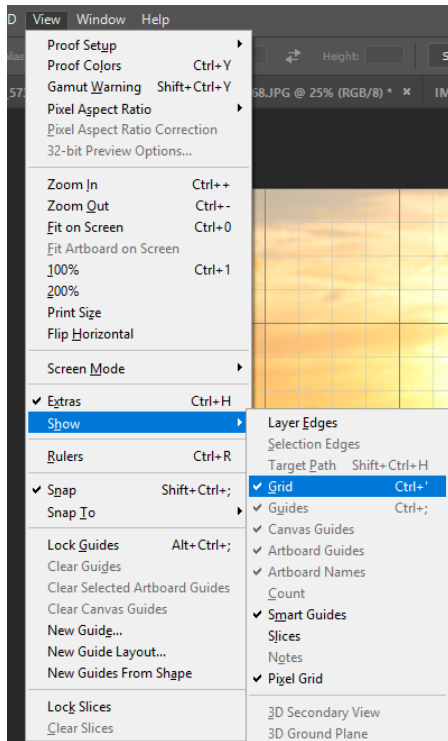 D View Window Help
Proof Setup
Proof Colors Ctrl+Y
Gamut Warning Shift+Ctrl+Y
Pixel Aspect Ratio
Pixel Aspect Ratio Correction
32-bit Preview Options...
Height:
S
_573
68.JPG @ 25% (RGB/8) * ×
IM
Zoom In Ctrl++
Zoom Out Ctrl+-
Fit on Screen Ctrl+0
Fit Artboard on Screen
100% Ctrl+1
200%
Print Size
Flip Horizontal
Screen Mode
Extras Ctrl+H
Show
Rulers Ctrl+R
Snap Shift+Ctrl+;
Snap To
Lock Guides Alt+Ctrl+;
Clear Guides
Clear Selected Artboard Guides
Clear Canvas Guides
New Guide...
New Guide Layout...
New Guides From Shape
Lock Slices
Clear Slices
Layer Edges
Selection Edges
Target Path Shift+Ctrl+H
Grid Ctrl+'
Guides Ctrl+;
Canvas Guides
Artboard Guides
Artboard Names
Count
Smart Guides
Slices
Notes
Pixel Grid
3D Secondary View
3D Ground Plane